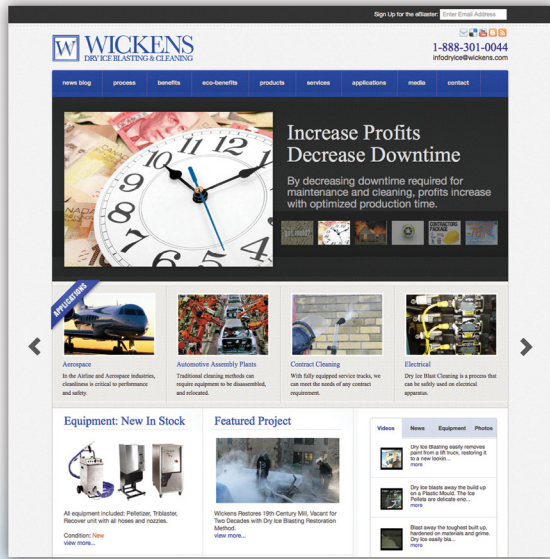 Sign Up for the eBlaster: Enter Email Address
W WICKENS
DRY ICE BLASTING & CLEANING
1-888-301-0044
infodryice@wickens.com
news blog process benefits eco-benefits products services applications media contact
Increase Profits
Decrease Downtime
By decreasing downtime required for
maintenance and cleaning, profits increase
with optimized production time.
got mold?
CONTRACTORS
PACKAGE
APPLICATIONS
Aerospace
In the Airline and Aerospace industries,
cleanliness is critical to performance
and safety.
Automotive Assembly Plants
Traditional cleaning methods can
require equipment to be disassembled,
and relocated.
Contract Cleaning
With fully equipped service trucks, we
can meet the needs of any contract
requirement.
Electrical
Dry Ice Blast Cleaning is a process that
can be safely used on electrical
apparatus.
Equipment: New In Stock
All equipment included: Pelletizer, Triblaster,
Recover unit with all hoses and nozzles.
Condition: New
view more...
Featured Project
Wickens Restores 19th Century Mill, Vacant for
Two Decades with Dry Ice Blasting Restoration
Method.
view more...
Videos News Equipment Photos
Dry Ice Blasting easily removes
paint from a lift truck, restoring it
to a new lookin...
more
Dry Ice blasts away the build up
on a Plastic Mould. The Ice
Pellets are delicate eno...
more
Blast away the toughest built up,
hardened on materials and grime.
Dry Ice easily bla...
more